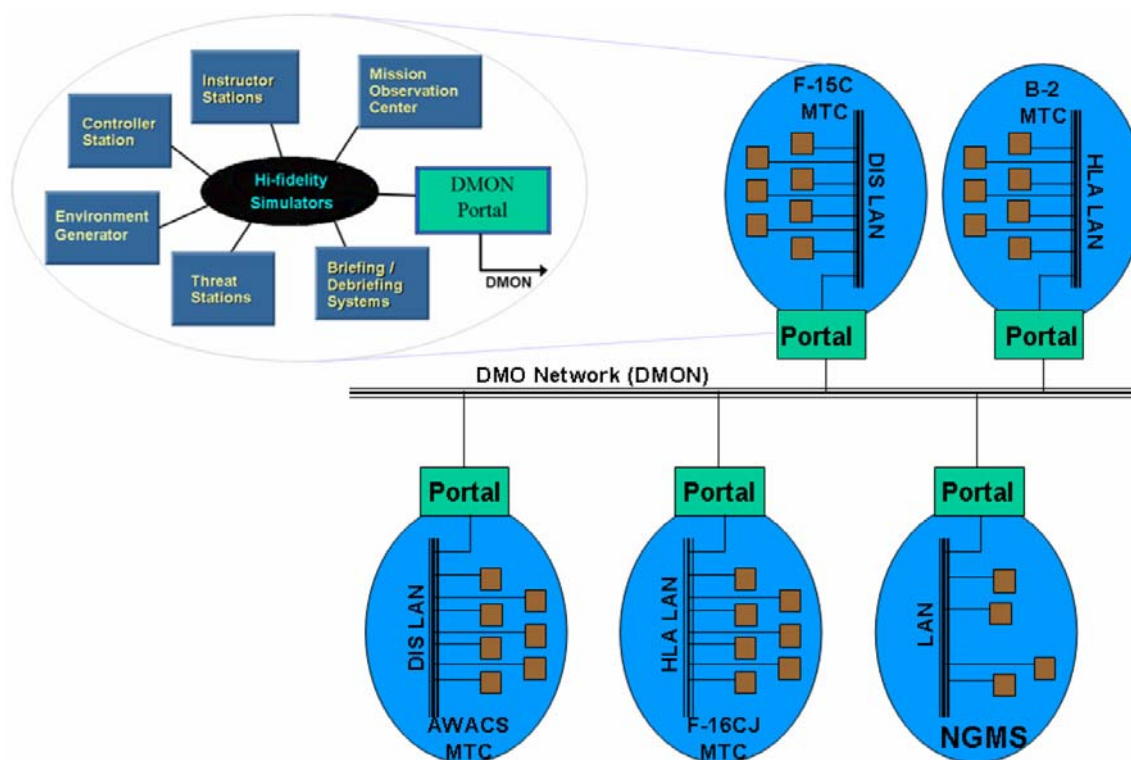 Instructor
Stations
Mission
Observation
Center
Controller
Station
Hi-fidelity
Simulators
DMON
Portal
Environment
Generator
Threat
Stations
Briefing /
Debriefing
Systems
DMON
F-15C
MTC
DIS LAN
Portal
B-2
MTC
HLA LAN
Portal
DMO Network (DMON)
Portal
DIS LAN
AWACS
MTC
Portal
HLA LAN
F-16CJ
MTC
Portal
LAN
NGMS